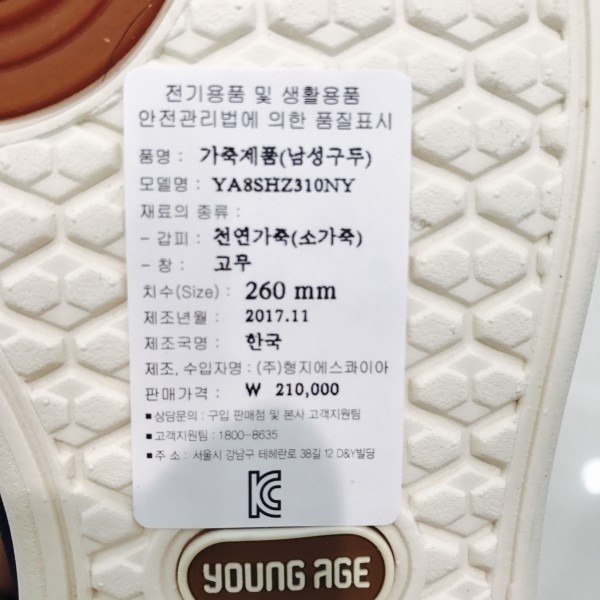 전기용품 및 생활용품
안전관리법에 의한 품질표시
품명 : 가죽제품(남성구두)
모델명 : YA8SHZ310NY
재료의 종류 :
- 갑피 : 천연가죽(소가죽)
- 창 : 고무
치수(Size) : 260 mm
제조년월 : 2017.11
제조국명 : 한국
제조, 수입자명 : (주)형지에스콰이아
판매가격 : ₩ 210,000
■ 상담문의 : 구입 판매점 및 본사 고객지원팀
■ 고객지원팀 : 1800-8635
■ 주 소 : 서울시 강남구 테헤란로 38길 12 D&Y빌딩
KC
YOUNG AGE